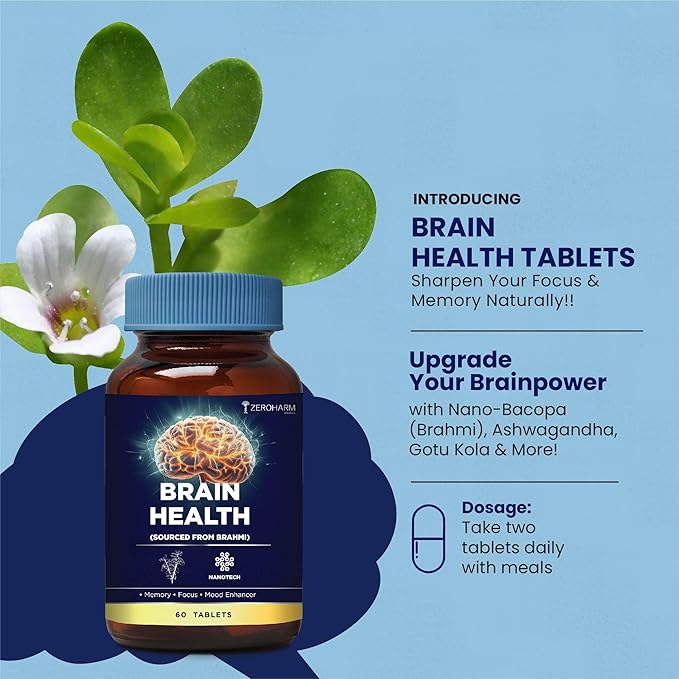 INTRODUCING
BRAIN
HEALTH TABLETS
Sharpen Your Focus &
Memory Naturally!!
Upgrade
Your Brainpower
with Nano-Bacopa
(Brahmi), Ashwagandha,
Gotu Kola & More!
Dosage:
Take two
tablets daily
with meals
ZEROHARM
BRAIN
HEALTH
(SOURCED FROM BRAHMI)
NANOTECH
• Memory • Focus • Mood Enhancer
60 TABLETS